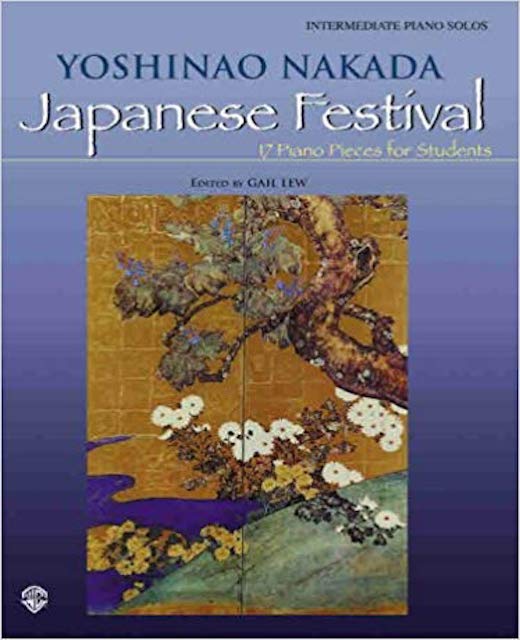 INTERMEDIATE PIANO SOLOS
YOSHINAO NAKADA
Japanese Festival
17 Piano Pieces for Students
EDITED BY GAIL LEW